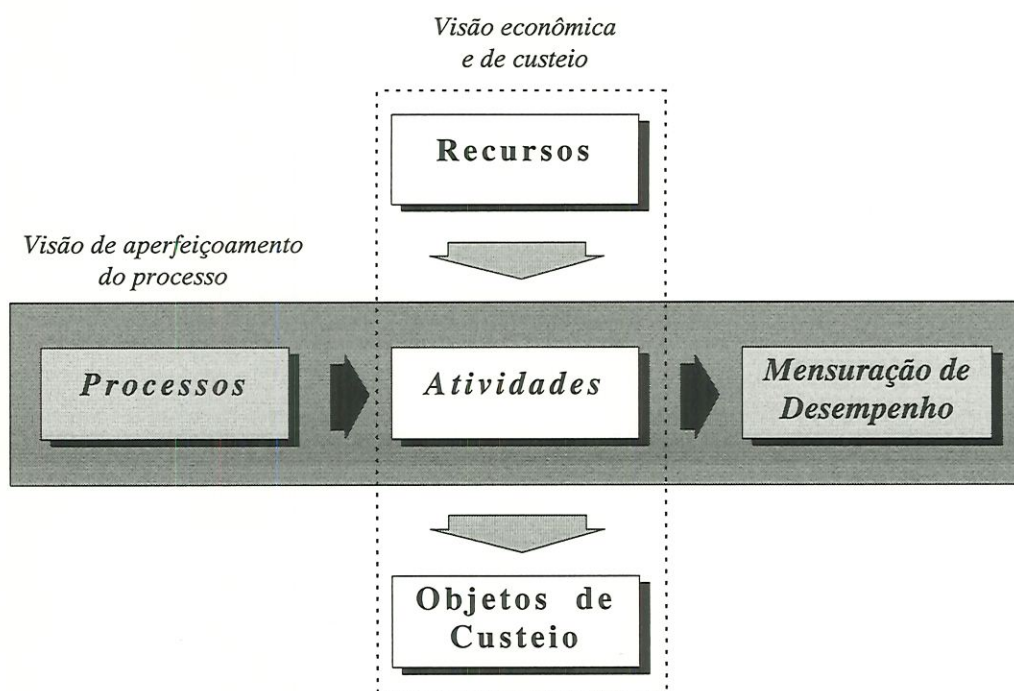 Visão econômica
e de custeio
Recursos
Visão de aperfeiçoamento
do processo
Processos
Atividades
Mensuração de
Desempenho
Objetos de
Custeio